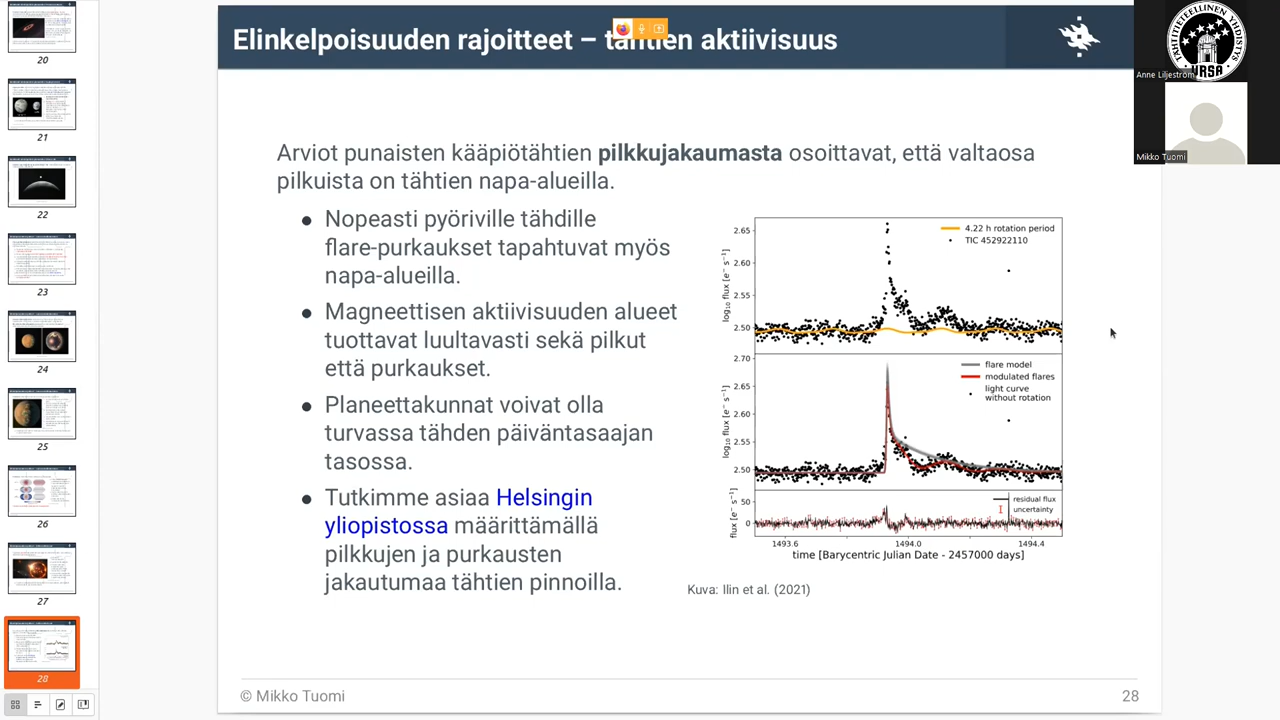 Elinkelpoisuuden rajoitteet – tähtien aktiivisuus
Anne Liljeström
URSA
Mikko Tuomi
Arviot punaisten kääpiötähtien pilkkujakaumasta osoittavat, että valtaosa
pilkuista on tähtien napa-alueilla.
Nopeasti pyöriville tähdille
flare-purkaukset tapahtuvat myös
napa-alueilla.
Magneettisen aktiivisuuden alueet
tuottavat luultavasti sekä pilkut
että purkaukset.
Planeettakunnat voivat olla
turvassa tähden päiväntasaajan
tasossa.
Tutkimme asiaa Helsingin
yliopistossa määrittämällä
pilkkujen ja purkausten
jakautumaa tähtien pinnoilla.
4.22 h rotation period
TIC 452922110
log10 flux [e⁻ s⁻¹]
2.65
2.60
2.55
2.50
flare model
modulated flares
light curve
without rotation
log10 flux [e⁻ s⁻¹]
2.70
2.65
2.60
2.55
2.50
residual flux
uncertainty
flux [e⁻ s⁻¹]
50
0
1493.6 1494.0 1494.4
time [Barycentric Julian Date - 2457000 days]
Kuva: Ilin et al. (2021)
© Mikko Tuomi
28
20
21
22
23
24
25
26
27
28